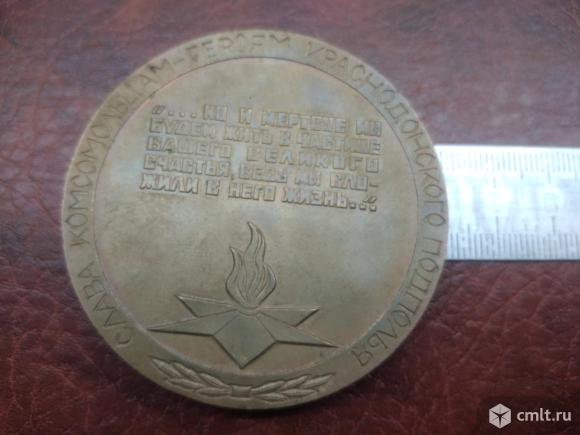 СЛАВА КОМСОМОЛЬЦАМ-ГЕРОЯМ КРАСНОДОНСКОГО ПОДПОЛЬЯ
"...НО И МЕРТВЫЕ МЫ
БУДЕМ ЖИТЬ В ЧАСТИЦЕ
ВАШЕГО ВЕЛИКОГО
СЧАСТЬЯ, ВЕДЬ МЫ ВЛО-
ЖИЛИ В НЕГО ЖИЗНЬ..."
cmlt.ru